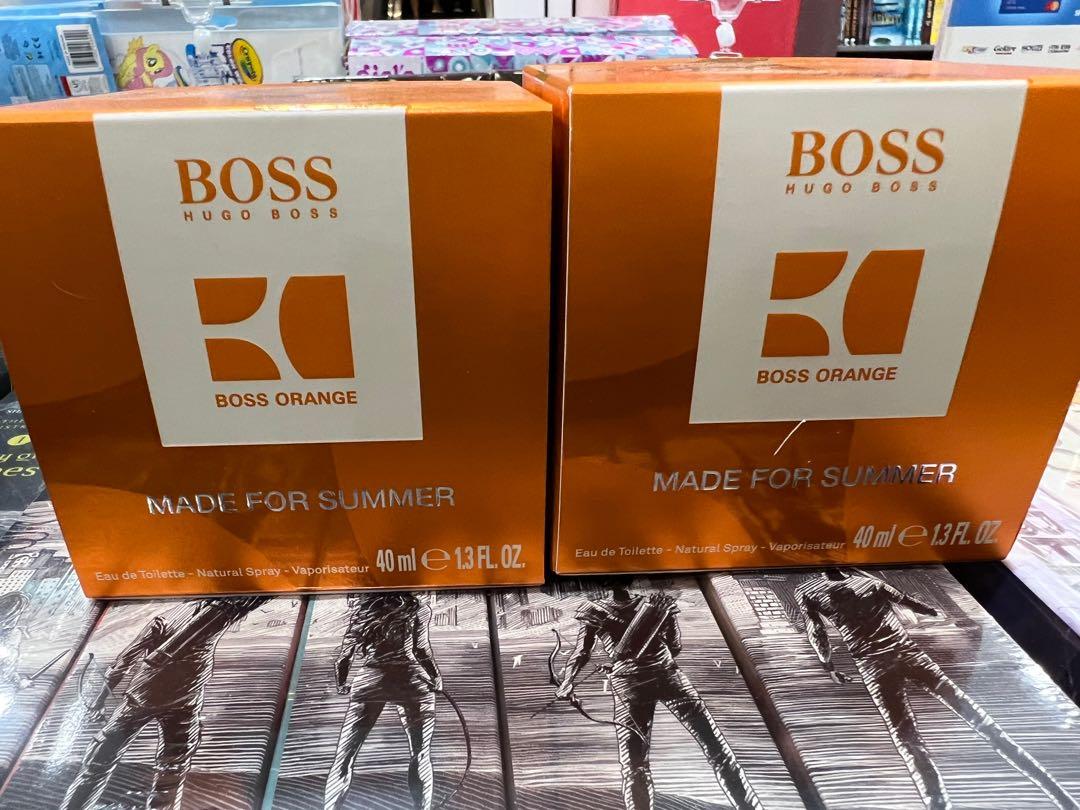 BOSS
HUGO BOSS
BOSS ORANGE
MADE FOR SUMMER
Eau de Toilette - Natural Spray - Vaporisateur 40 ml ℮ 1.3 FL. OZ.
BOSS
HUGO BOSS
BOSS ORANGE
MADE FOR SUMMER
Eau de Toilette - Natural Spray - Vaporisateur 40 ml ℮ 1.3 FL. OZ.
Crayola